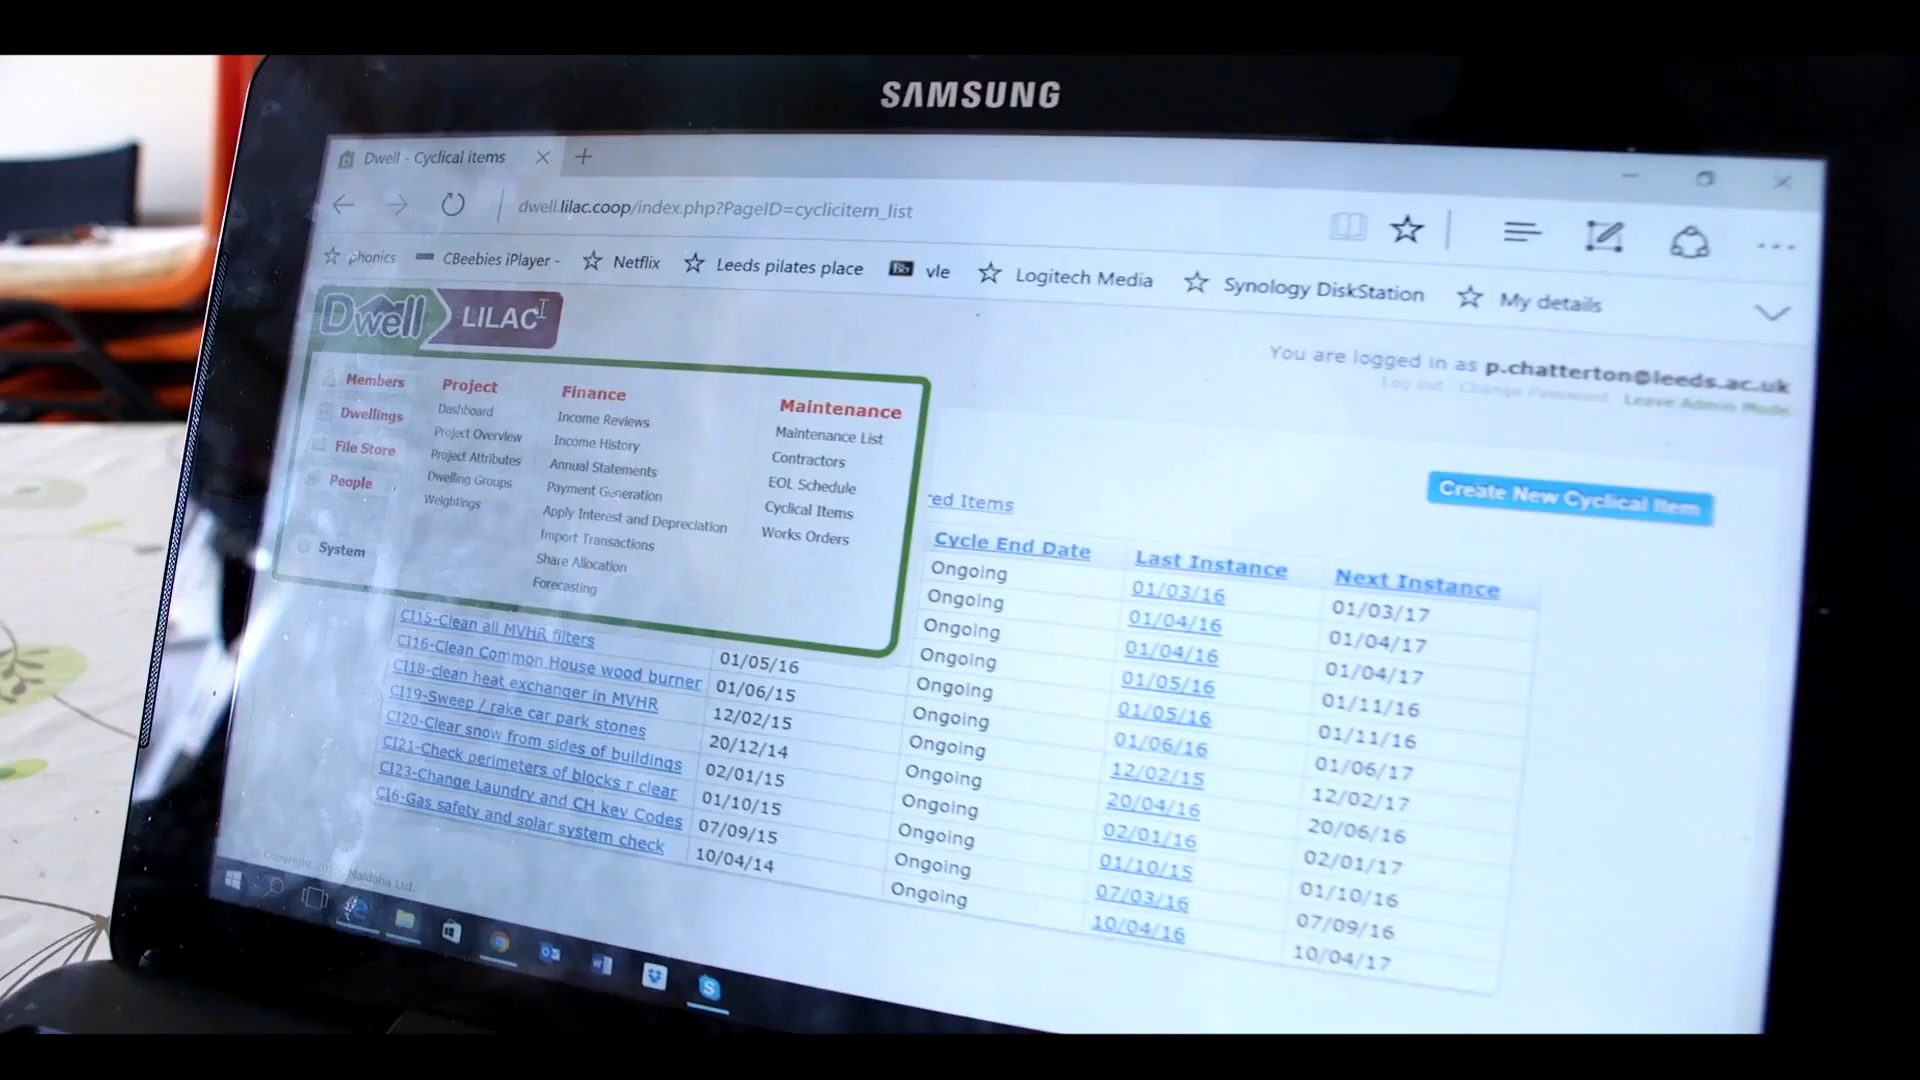 SAMSUNG
Dwell - Cyclical items
dwell.lilac.coop/index.php?PageID=cyclicitem_list
phonics CBeebies iPlayer - Netflix Leeds pilates place vle Logitech Media Synology DiskStation My details
Dwell LILAC
You are logged in as p.chatterton@leeds.ac.uk
Log out Change Password Leave Admin Mode
Members
Dwellings
File Store
People
System
Project
Dashboard
Project Overview
Project Attributes
Dwelling Groups
Weightings
Finance
Income Reviews
Income History
Annual Statements
Payment Generation
Apply Interest and Depreciation
Import Transactions
Share Allocation
Forecasting
Maintenance
Maintenance List
Contractors
EOL Schedule
Cyclical Items
Works Orders
Create New Cyclical Item
red Items
Cycle End Date Last Instance Next Instance
Ongoing 01/03/16 01/03/17
Ongoing 01/04/16 01/04/17
Ongoing 01/04/16 01/04/17
Ongoing 01/05/16 01/11/16
CI15-Clean all MVHR filters 01/05/16 Ongoing 01/05/16 01/11/16
CI16-Clean Common House wood burner 01/06/15 Ongoing 01/06/16 01/06/17
CI18-clean heat exchanger in MVHR 12/02/15 Ongoing 12/02/15 12/02/17
CI19-Sweep / rake car park stones 20/12/14 Ongoing 20/04/16 20/06/16
CI20-Clear snow from sides of buildings 02/01/15 Ongoing 02/01/16 02/01/17
CI21-Check perimeters of blocks r clear 01/10/15 Ongoing 01/10/15 01/10/16
CI23-Change Laundry and CH key Codes 07/09/15 Ongoing 07/03/16 07/09/16
CI6-Gas safety and solar system check 10/04/14 Ongoing 10/04/16 10/04/17
Copyright Maldaba Ltd.